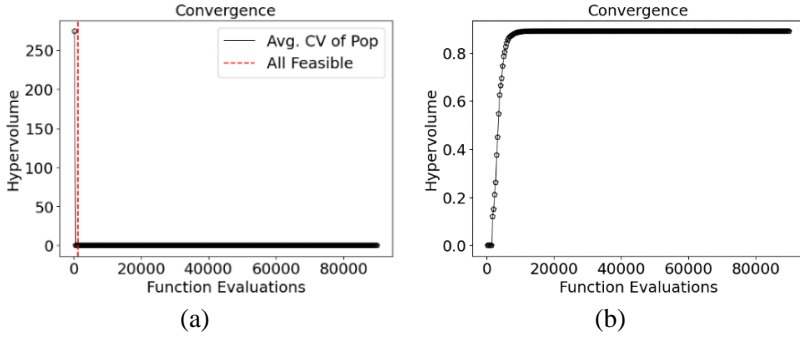 Convergence
Hypervolume
250
200
150
100
50
0
Avg. CV of Pop
All Feasible
0 20000 40000 60000 80000
Function Evaluations
(a)
Convergence
Hypervolume
0.8
0.6
0.4
0.2
0.0
0 20000 40000 60000 80000
Function Evaluations
(b)